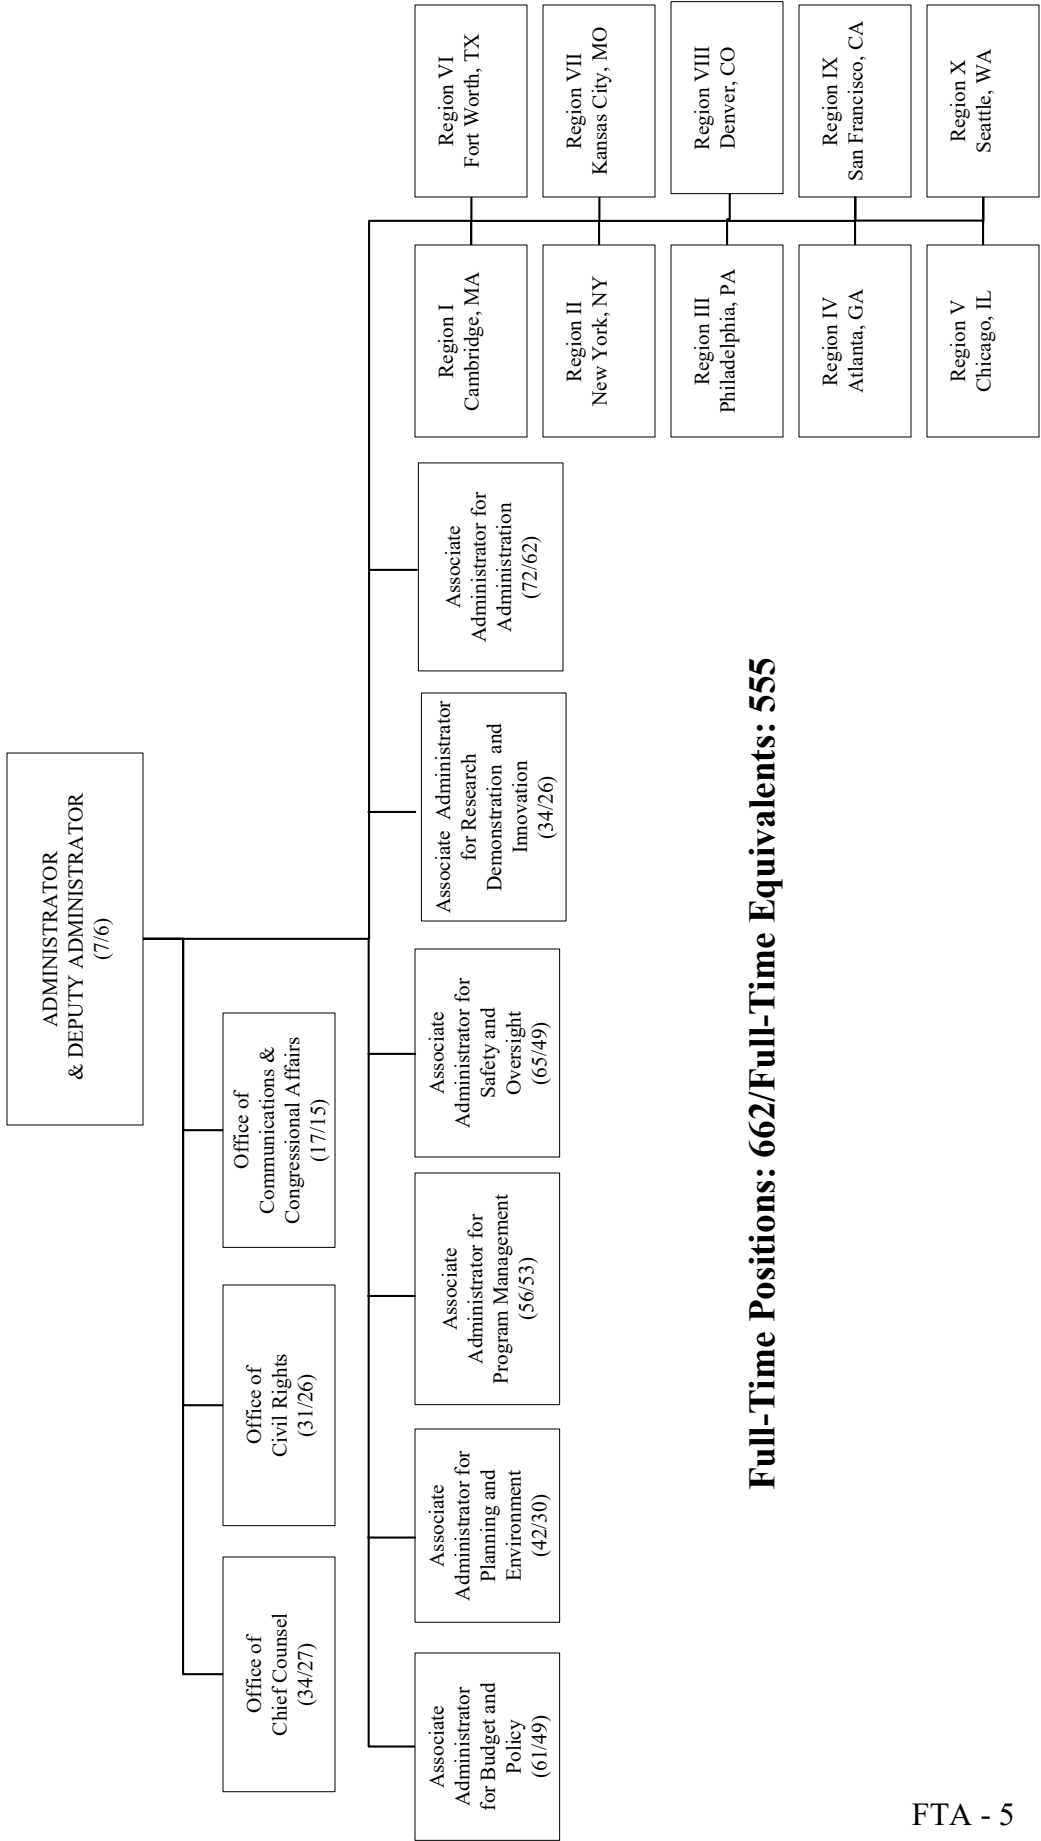 ADMINISTRATOR
& DEPUTY ADMINISTRATOR
(7/6)
Office of
Chief Counsel
(34/27)
Office of
Civil Rights
(31/26)
Office of
Communications &
Congressional Affairs
(17/15)
Associate
Administrator
for Budget and
Policy
(61/49)
Associate
Administrator for
Planning and
Environment
(42/30)
Associate
Administrator for
Program Management
(56/53)
Associate
Administrator for
Safety and
Oversight
(65/49)
Associate Administrator
for Research
Demonstration and
Innovation
(34/26)
Associate
Administrator for
Administration
(72/62)
Region I
Cambridge, MA
Region VI
Fort Worth, TX
Region II
New York, NY
Region VII
Kansas City, MO
Region III
Philadelphia, PA
Region VIII
Denver, CO
Region IV
Atlanta, GA
Region IX
San Francisco, CA
Region V
Chicago, IL
Region X
Seattle, WA
Full-Time Positions: 662/Full-Time Equivalents: 555
FTA - 5